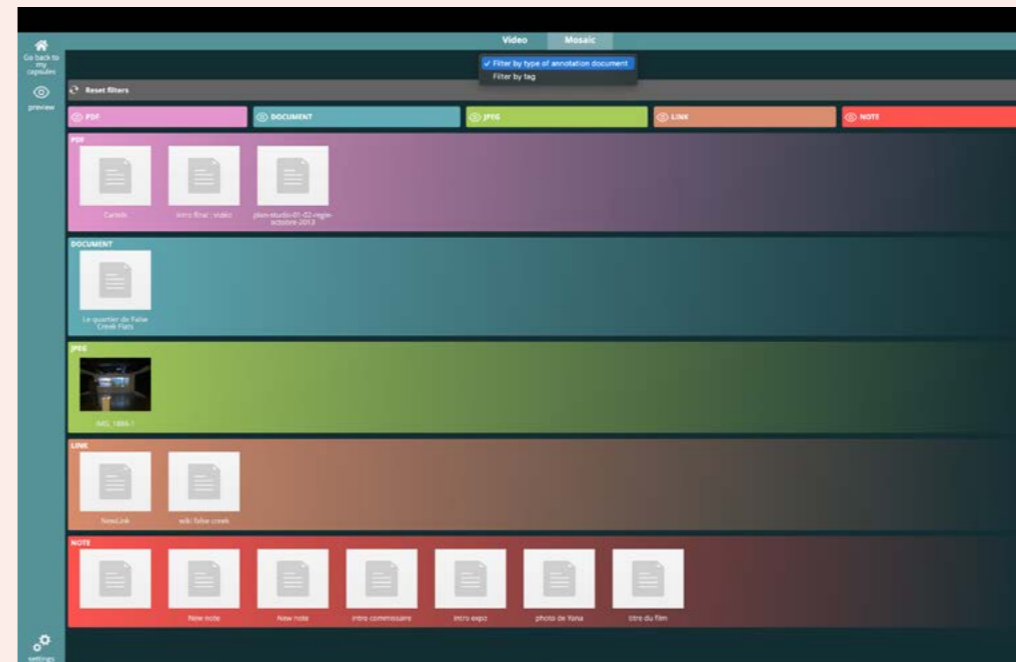 Video Mosaic
Go back to
my
capsules
✓ Filter by type of annotation document
Filter by tag
preview
Reset filters
PDF DOCUMENT JPEG LINK NOTE
PDF
Cartels intro final : vidéo plan-studio-01-02-regie-
octobre-2013
DOCUMENT
Le quartier de False
Creek Flats
JPEG
IMG_1886-1
LINK
NewLink wiki false creek
NOTE
New note New note intro commissaire intro expo photo de Yana titre du film
settings